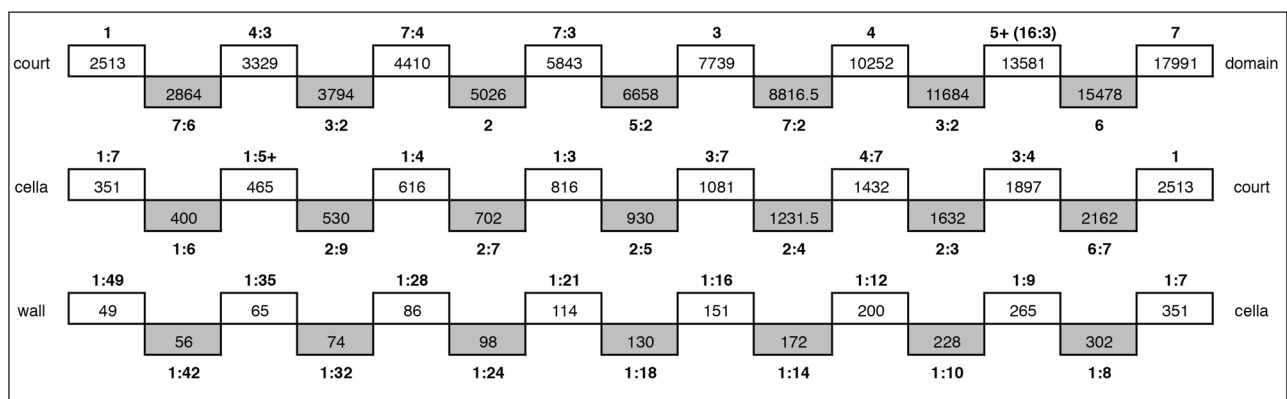 1 4:3 7:4 7:3 3 4 5+ (16:3) 7
court 2513 3329 4410 5843 7739 10252 13581 17991 domain
2864 3794 5026 6658 8816.5 11684 15478
7:6 3:2 2 5:2 7:2 3:2 6
1:7 1:5+ 1:4 1:3 3:7 4:7 3:4 1
cella 351 465 616 816 1081 1432 1897 2513 court
400 530 702 930 1231.5 1632 2162
1:6 2:9 2:7 2:5 2:4 2:3 6:7
1:49 1:35 1:28 1:21 1:16 1:12 1:9 1:7
wall 49 65 86 114 151 200 265 351 cella
56 74 98 130 172 228 302
1:42 1:32 1:24 1:18 1:14 1:10 1:8